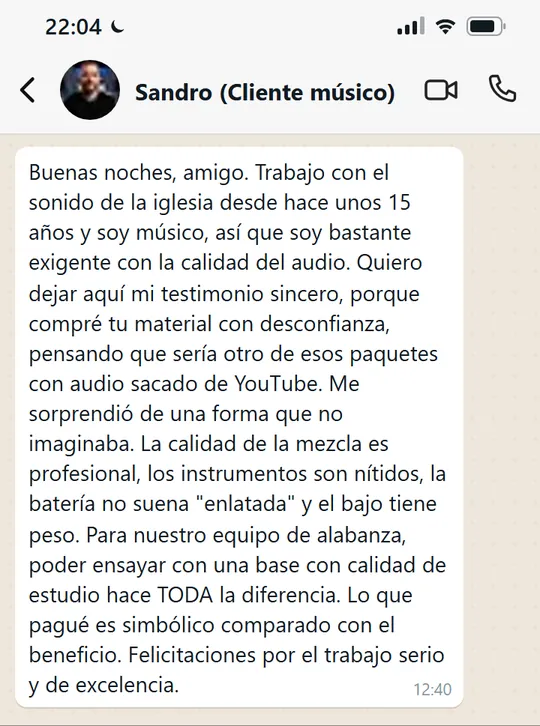 22:04
Sandro (Cliente músico)
Buenas noches, amigo. Trabajo con el
sonido de la iglesia desde hace unos 15
años y soy músico, así que soy bastante
exigente con la calidad del audio. Quiero
dejar aquí mi testimonio sincero, porque
compré tu material con desconfianza,
pensando que sería otro de esos paquetes
con audio sacado de YouTube. Me
sorprendió de una forma que no
imaginaba. La calidad de la mezcla es
profesional, los instrumentos son nítidos, la
batería no suena "enlatada" y el bajo tiene
peso. Para nuestro equipo de alabanza,
poder ensayar con una base con calidad de
estudio hace TODA la diferencia. Lo que
pagué es simbólico comparado con el
beneficio. Felicitaciones por el trabajo serio
y de excelencia.
12:40